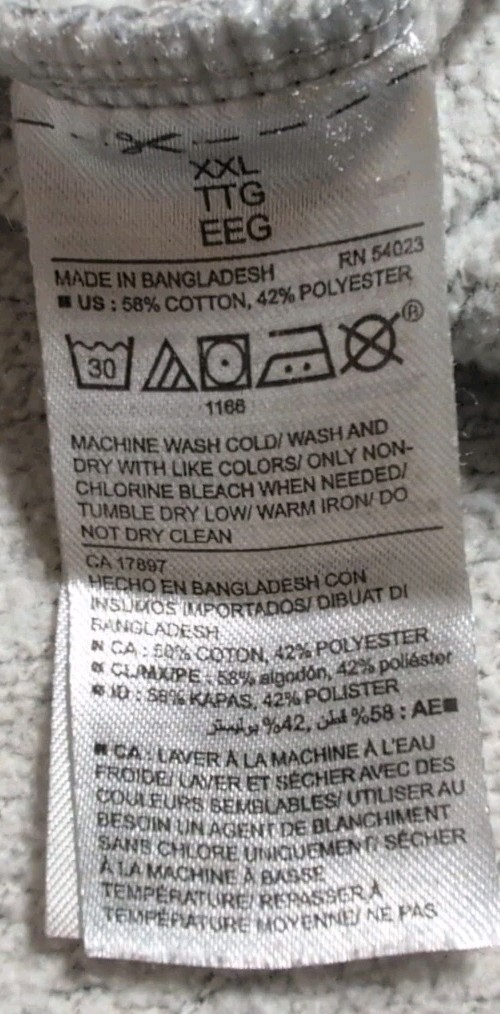 XXL
TTG
EEG
RN 54023
MADE IN BANGLADESH
■ US : 58% COTTON, 42% POLYESTER
30
®
1166
MACHINE WASH COLD/ WASH AND
DRY WITH LIKE COLORS/ ONLY NON-
CHLORINE BLEACH WHEN NEEDED/
TUMBLE DRY LOW/ WARM IRON/ DO
NOT DRY CLEAN
CA 17897
HECHO EN BANGLADESH CON
INSUMOS IMPORTADOS/ DIBUAT DI
BANGLADESH
■ CA : 58% COTON, 42% POLYESTER
■ CL/MX/PE : 58% algodón, 42% poliéster
■ ID : 58% KAPAS, 42% POLISTER
■AE : 58% قطن, 42% بوليستر
■ CA : LAVER À LA MACHINE À L'EAU
FROIDE/ LAVER ET SÉCHER AVEC DES
COULEURS SEMBLABLES/ UTILISER AU
BESOIN UN AGENT DE BLANCHIMENT
SANS CHLORE UNIQUEMENT/ SÉCHER
À LA MACHINE À BASSE
TEMPÉRATURE/ REPASSER À
TEMPÉRATURE MOYENNE/ NE PAS